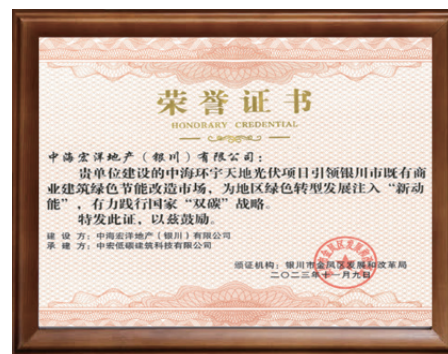 荣誉证书
HONORARY CREDENTIAL
中海宏洋地产（银川）有限公司：
贵单位建设的中海环宇天地光伏项目引领银川市既有商
业建筑绿色节能改造市场，为地区绿色转型发展注入“新动
能”，有力践行国家“双碳”战略。
特发此证，以兹鼓励。
建设方：中海宏洋地产（银川）有限公司
承建方：中宏低碳建筑科技有限公司
颁证机构：银川市金凤区发展和改革局
二〇二三年十一月九日